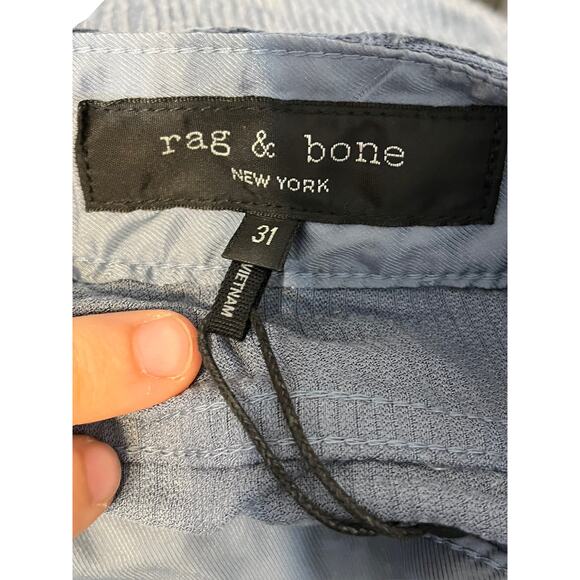 rag & bone
NEW YORK
31
VIETNAM